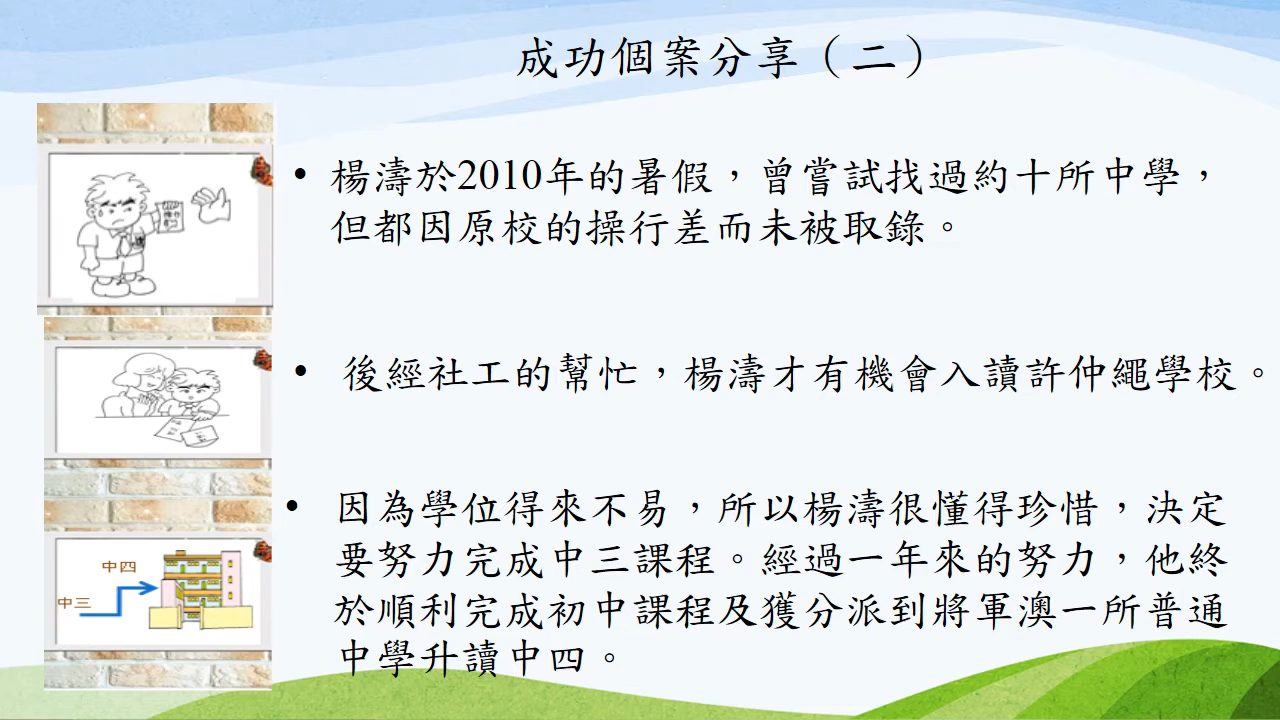 成功個案分享（二）
• 楊濤於2010年的暑假，曾嘗試找過約十所中學，
但都因原校的操行差而未被取錄。
• 後經社工的幫忙，楊濤才有機會入讀許仲繩學校。
• 因為學位得來不易，所以楊濤很懂得珍惜，決定
要努力完成中三課程。經過一年來的努力，他終
於順利完成初中課程及獲分派到將軍澳一所普通
中學升讀中四。
中四
中三